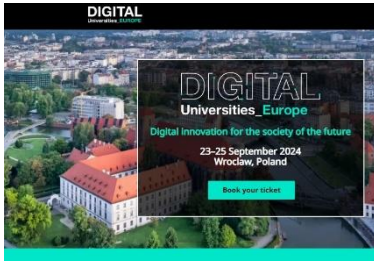 DIGITAL
Universities_EUROPE
DIGITAL
Universities_Europe
Digital innovation for the society of the future
23–25 September 2024
Wroclaw, Poland
Book your ticket